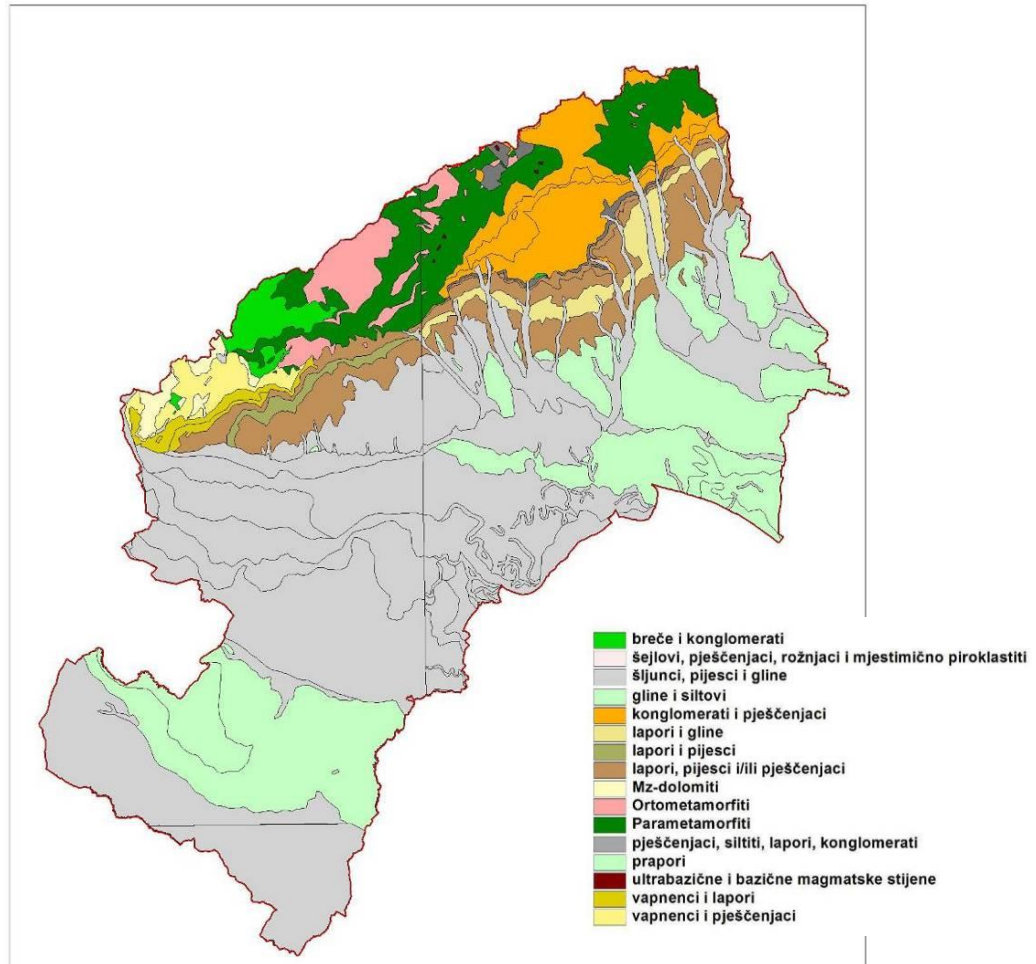 breče i konglomerati
šejlovi, pješčenjaci, rožnjaci i mjestimično piroklastiti
šljunci, pijesci i gline
gline i siltovi
konglomerati i pješčenjaci
lapori i gline
lapori i pijesci
lapori, pijesci i/ili pješčenjaci
Mz-dolomiti
Ortometamorfiti
Parametamorfiti
pješčenjaci, siltiti, lapori, konglomerati
prapori
ultrabazične i bazične magmatske stijene
vapnenci i lapori
vapnenci i pješčenjaci